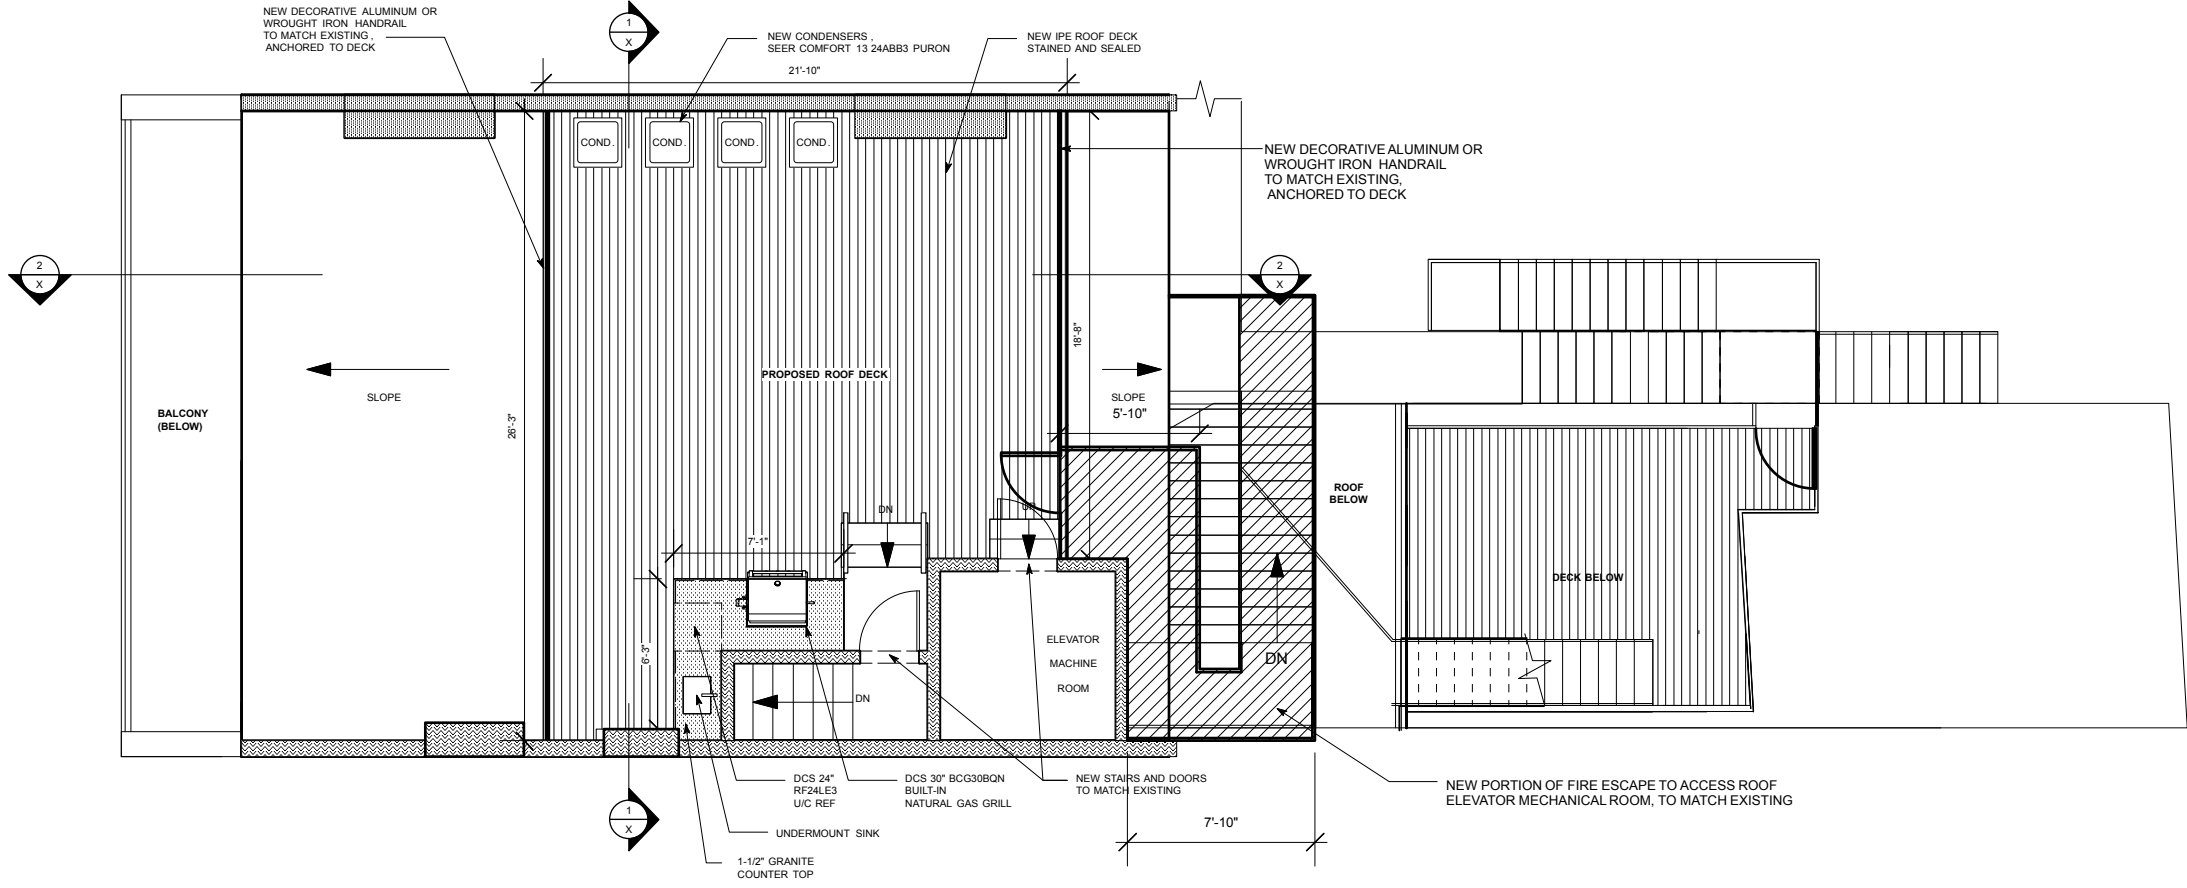 NEW DECORATIVE ALUMINUM OR
WROUGHT IRON HANDRAIL
TO MATCH EXISTING,
ANCHORED TO DECK
1
X
NEW CONDENSERS,
SEER COMFORT 13 24ABB3 PURON
NEW IPE ROOF DECK
STAINED AND SEALED
21'-10"
COND.
COND.
COND.
COND.
NEW DECORATIVE ALUMINUM OR
WROUGHT IRON HANDRAIL
TO MATCH EXISTING,
ANCHORED TO DECK
2
X
2
X
18'-8"
PROPOSED ROOF DECK
SLOPE
SLOPE
5'-10"
BALCONY
(BELOW)
26'-3"
ROOF
BELOW
DN
UP
7'-1"
DECK BELOW
6'-3"
ELEVATOR
MACHINE
ROOM
DN
DN
DCS 24"
RF24LE3
U/C REF
DCS 30" BCG30BQN
BUILT-IN
NATURAL GAS GRILL
NEW STAIRS AND DOORS
TO MATCH EXISTING
NEW PORTION OF FIRE ESCAPE TO ACCESS ROOF
ELEVATOR MECHANICAL ROOM, TO MATCH EXISTING
1
X
UNDERMOUNT SINK
7'-10"
1-1/2" GRANITE
COUNTER TOP